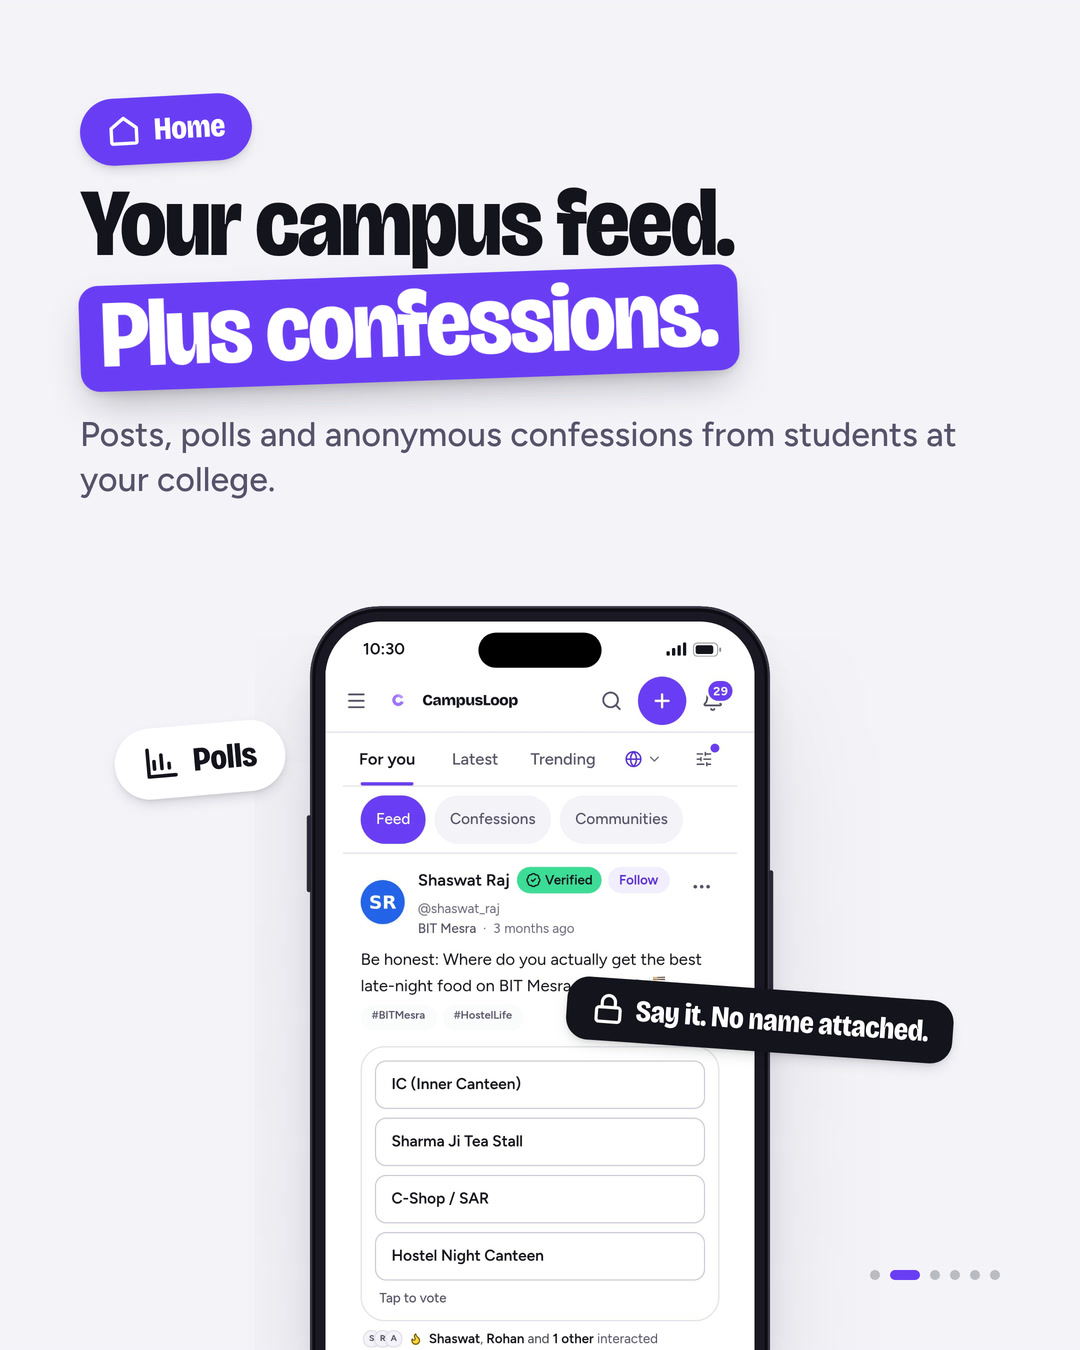 Home
Your campus feed.
Plus confessions.
Posts, polls and anonymous confessions from students at
your college.
10:30
C CampusLoop
29
Polls
For you Latest Trending
Feed Confessions Communities
SR
Shaswat Raj Verified Follow
@shaswat_raj
BIT Mesra · 3 months ago
Be honest: Where do you actually get the best
late-night food on BIT Mesra
#BITMesra #HostelLife
Say it. No name attached.
IC (Inner Canteen)
Sharma Ji Tea Stall
C-Shop / SAR
Hostel Night Canteen
Tap to vote
S R A Shaswat, Rohan and 1 other interacted